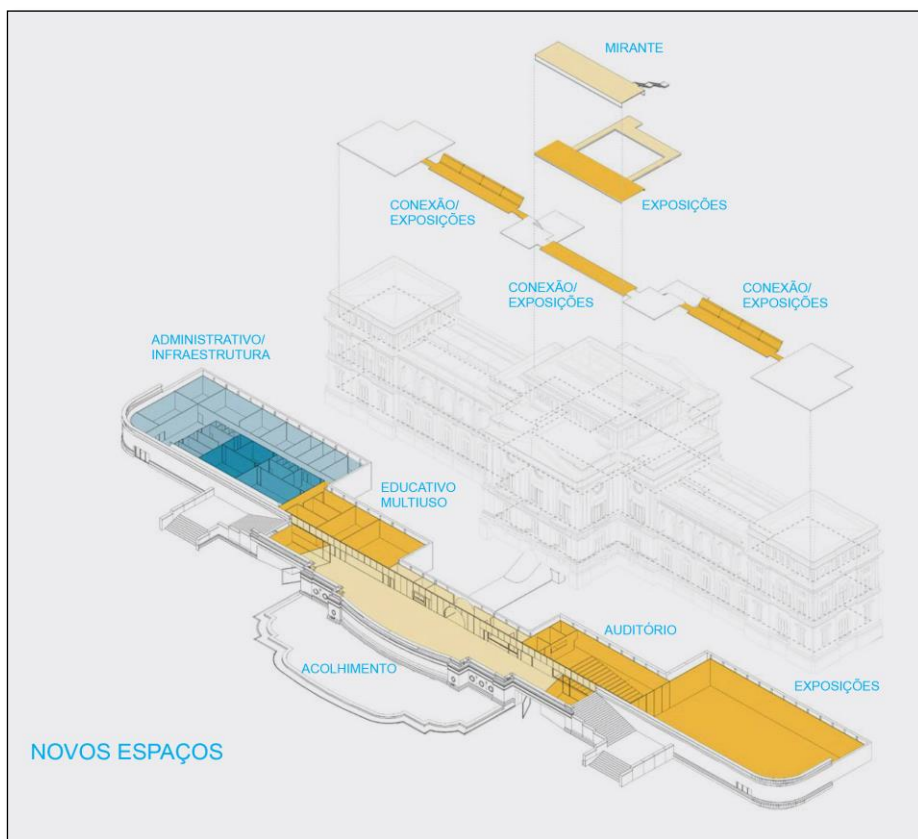 MIRANTE
CONEXÃO/
EXPOSIÇÕES
EXPOSIÇÕES
CONEXÃO/
EXPOSIÇÕES
CONEXÃO/
EXPOSIÇÕES
ADMINISTRATIVO/
INFRAESTRUTURA
EDUCATIVO
MULTIUSO
AUDITÓRIO
ACOLHIMENTO
EXPOSIÇÕES
NOVOS ESPAÇOS